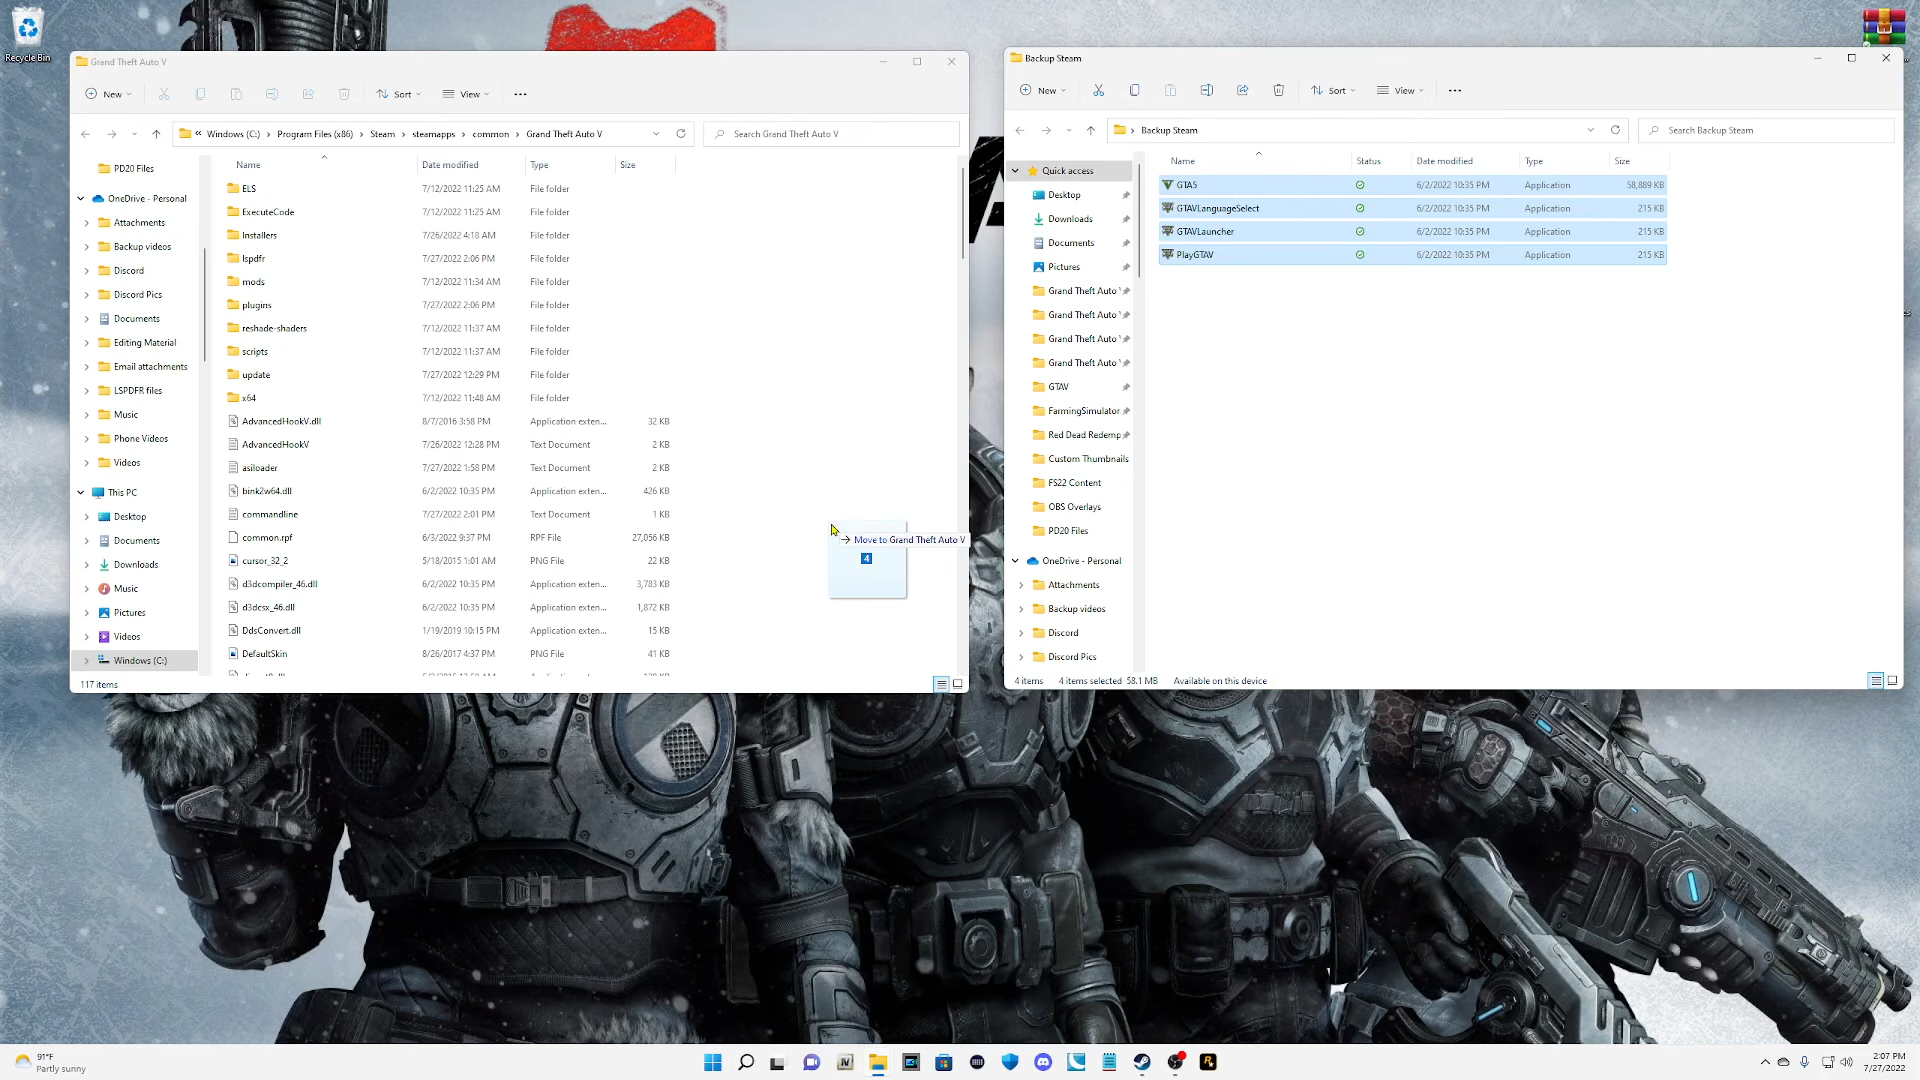 Recycle Bin
Grand Theft Auto V
New
Sort
View
« Windows (C:) › Program Files (x86) › Steam › steamapps › common › Grand Theft Auto V
Search Grand Theft Auto V
PD20 Files
OneDrive - Personal
Attachments
Backup videos
Discord
Discord Pics
Documents
Editing Material
Email attachments
LSPDFR files
Music
Phone Videos
Videos
This PC
Desktop
Documents
Downloads
Music
Pictures
Videos
Windows (C:)
Name Date modified Type Size
ELS 7/12/2022 11:25 AM File folder
ExecuteCode 7/12/2022 11:25 AM File folder
Installers 7/26/2022 4:18 AM File folder
lspdfr 7/27/2022 2:06 PM File folder
mods 7/12/2022 11:34 AM File folder
plugins 7/27/2022 2:06 PM File folder
reshade-shaders 7/12/2022 11:37 AM File folder
scripts 7/12/2022 11:37 AM File folder
update 7/27/2022 12:29 PM File folder
x64 7/12/2022 11:48 AM File folder
AdvancedHookV.dll 8/7/2016 3:58 PM Application exten... 32 KB
AdvancedHookV 7/26/2022 12:28 PM Text Document 2 KB
asiloader 7/27/2022 1:58 PM Text Document 2 KB
bink2w64.dll 6/2/2022 10:35 PM Application exten... 426 KB
commandline 7/27/2022 2:01 PM Text Document 1 KB
common.rpf 6/3/2022 9:37 PM RPF File 27,056 KB
cursor_32_2 5/18/2015 1:01 AM PNG File 22 KB
d3dcompiler_46.dll 6/2/2022 10:35 PM Application exten... 3,783 KB
d3dcsx_46.dll 6/2/2022 10:35 PM Application exten... 1,872 KB
DdsConvert.dll 1/19/2019 10:15 PM Application exten... 15 KB
DefaultSkin 8/26/2017 4:37 PM PNG File 41 KB
117 items
Move to Grand Theft Auto V
4
Backup Steam
New
Sort
View
› Backup Steam
Search Backup Steam
Quick access
Desktop
Downloads
Documents
Pictures
Grand Theft Auto
Grand Theft Auto
Grand Theft Auto
Grand Theft Auto
GTAV
FarmingSimulator
Red Dead Redemp
Custom Thumbnails
FS22 Content
OBS Overlays
PD20 Files
OneDrive - Personal
Attachments
Backup videos
Discord
Discord Pics
Name Status Date modified Type Size
GTA5 6/2/2022 10:35 PM Application 58,889 KB
GTAVLanguageSelect 6/2/2022 10:35 PM Application 215 KB
GTAVLauncher 6/2/2022 10:35 PM Application 215 KB
PlayGTAV 6/2/2022 10:35 PM Application 215 KB
4 items 4 items selected 58.1 MB Available on this device
91°F
Partly sunny
2:07 PM
7/27/2022